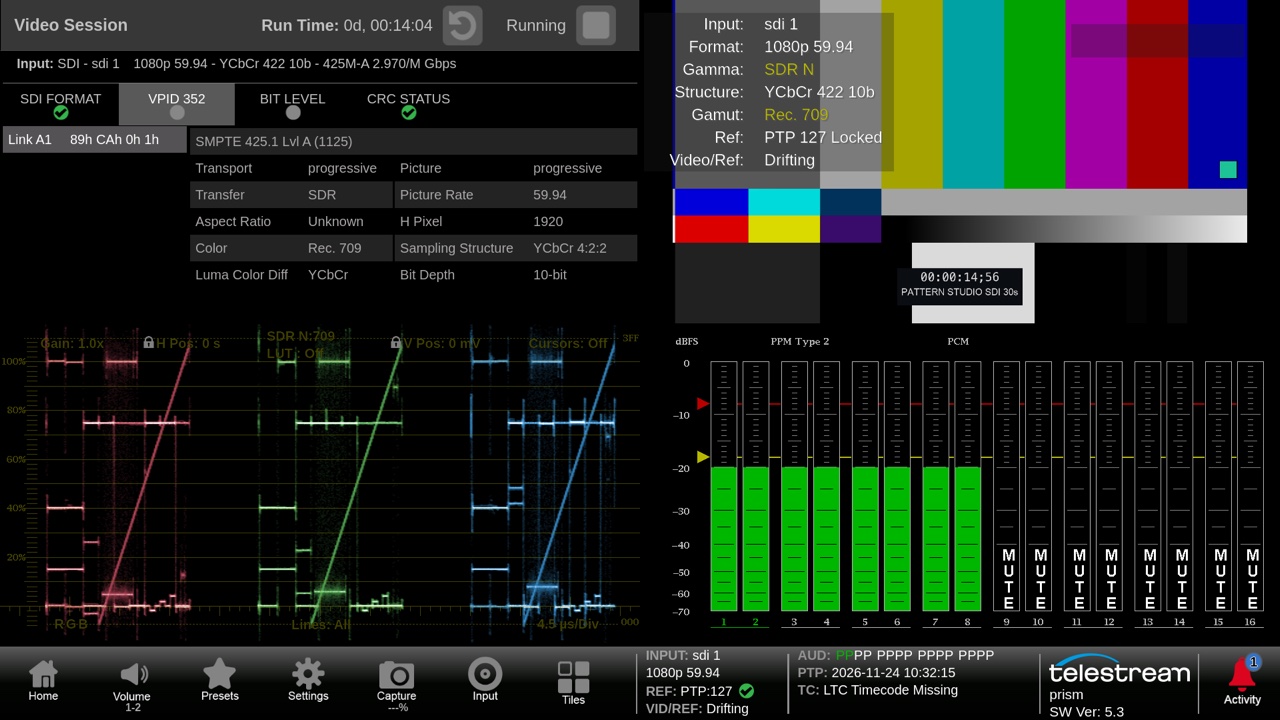 Video Session
Run Time: 0d, 00:14:04
Running
Input: SDI - sdi 1 1080p 59.94 - YCbCr 422 10b - 425M-A 2.970/M Gbps
SDI FORMAT VPID 352 BIT LEVEL CRC STATUS
Link A1 89h CAh 0h 1h
SMPTE 425.1 Lvl A (1125)
Transport progressive Picture progressive
Transfer SDR Picture Rate 59.94
Aspect Ratio Unknown H Pixel 1920
Color Rec. 709 Sampling Structure YCbCr 4:2:2
Luma Color Diff YCbCr Bit Depth 10-bit
Input: sdi 1
Format: 1080p 59.94
Gamma: SDR N
Structure: YCbCr 422 10b
Gamut: Rec. 709
Ref: PTP 127 Locked
Video/Ref: Drifting
00:00:14;56
PATTERN STUDIO SDI 30s
Gain: 1.0x H Pos: 0 s SDR N:709 V Pos: 0 mV Cursors: Off 3FF
LUT : Off
100%
80%
60%
40%
20%
000
RGB Lines: All 4.5 µs/Div
dBFS PPM Type 2 PCM
0
-10
-20
-30
-40
-50
-60
-70
MUTE MUTE MUTE MUTE MUTE MUTE MUTE MUTE
1 2 3 4 5 6 7 8 9 10 11 12 13 14 15 16
Home
Volume
1-2
Presets
Settings
Capture
---%
Input
Tiles
INPUT: sdi 1
1080p 59.94
REF: PTP:127
VID/REF: Drifting
AUD: PPPP PPPP PPPP PPPP
PTP: 2026-11-24 10:32:15
TC: LTC Timecode Missing
telestream
prism
SW Ver: 5.3
1
Activity